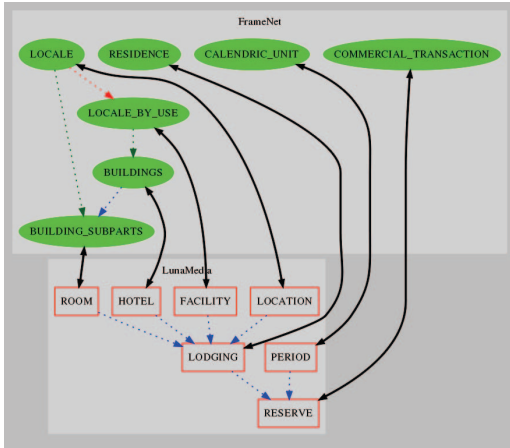 FrameNet
LOCALE RESIDENCE CALENDRIC_UNIT COMMERCIAL_TRANSACTION
LOCALE_BY_USE
BUILDINGS
BUILDING_SUBPARTS
LunaMedia
ROOM HOTEL FACILITY LOCATION
LODGING PERIOD
RESERVE